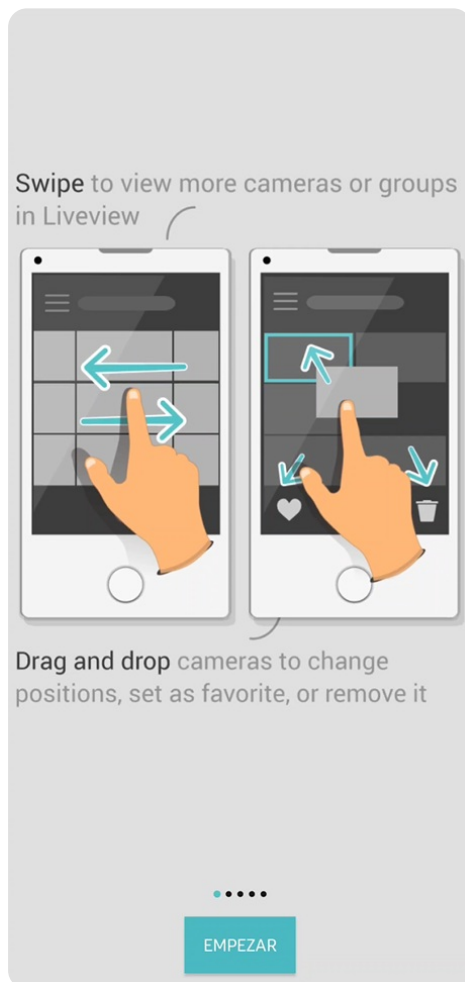 Swipe to view more cameras or groups
in Liveview
Drag and drop cameras to change
positions, set as favorite, or remove it
EMPEZAR